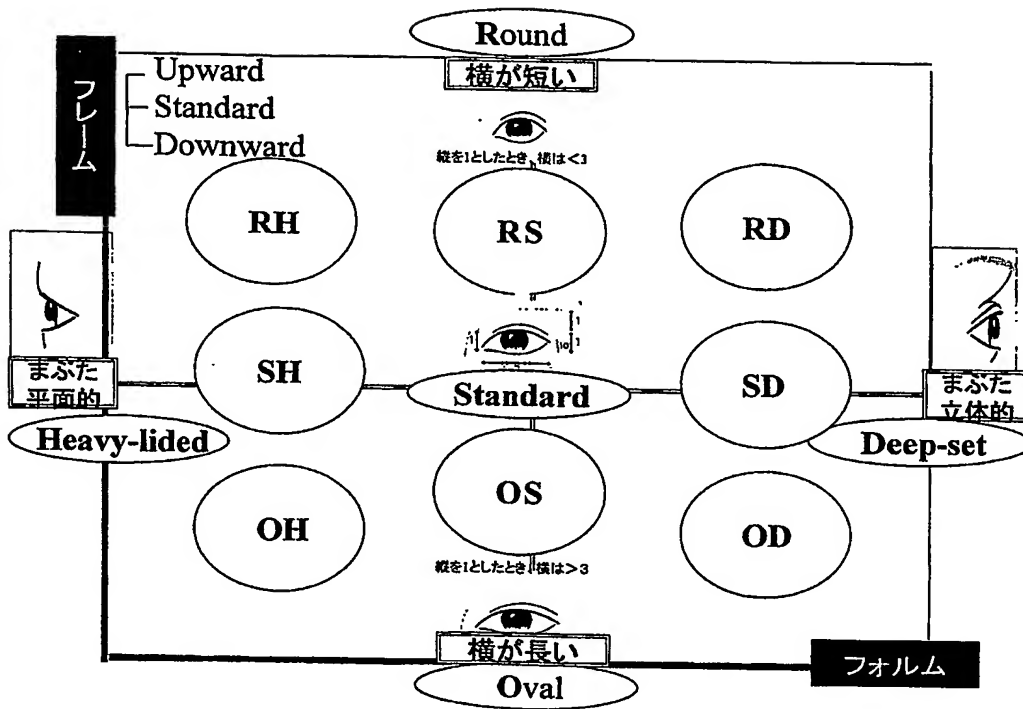 Round
横が短い
フレーム
Upward
Standard
Downward
縦を1としたとき、横は<3
RH
RS
RD
SH
Standard
SD
まぶた
平面的
まぶた
立体的
Heavy-lided
Deep-set
OH
OS
OD
縦を1としたとき、横は>3
横が長い
Oval
フォルム